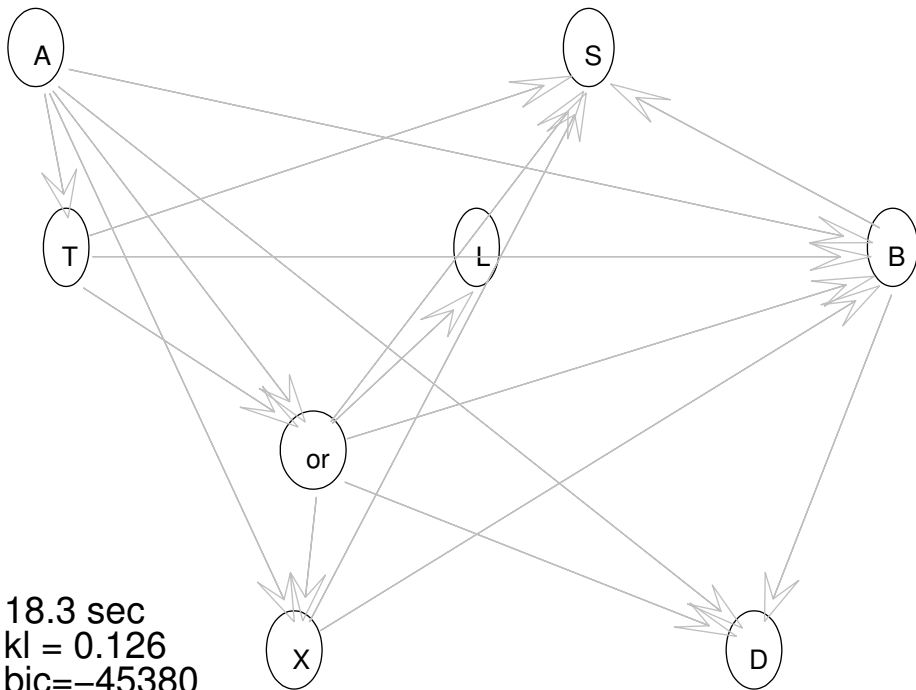 A
S
T
L
B
or
X
D
18.3 sec
kl = 0.126
bic=−45380